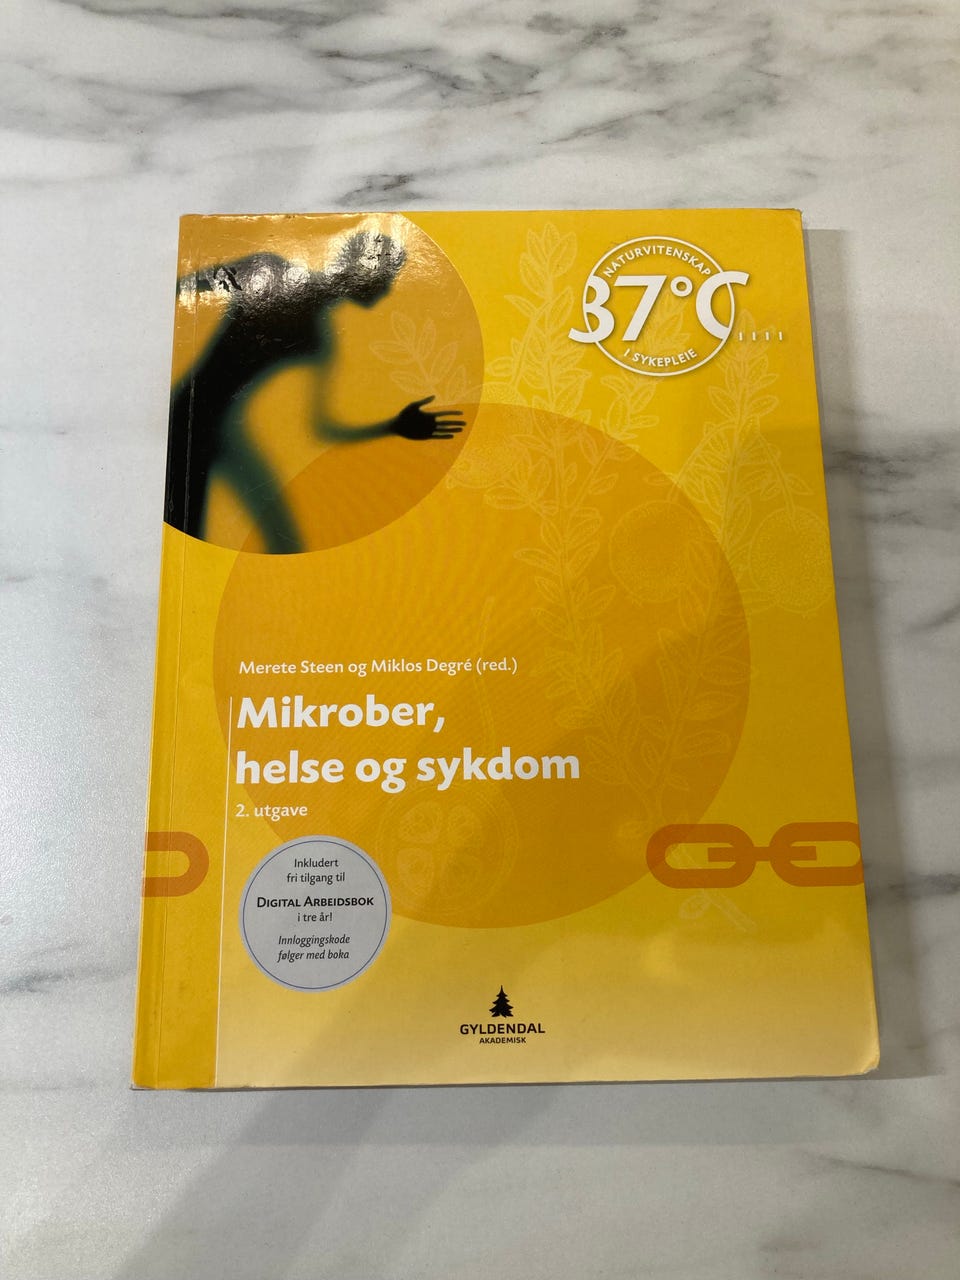 NATURVITENSKAP
37°C
I SYKEPLEIE
Merete Steen og Miklos Degré (red.)
Mikrober,
helse og sykdom
2. utgave
Inkludert
fri tilgang til
DIGITAL ARBEIDSBOK
i tre år!
Innloggingskode
følger med boka
GYLDENDAL
AKADEMISK